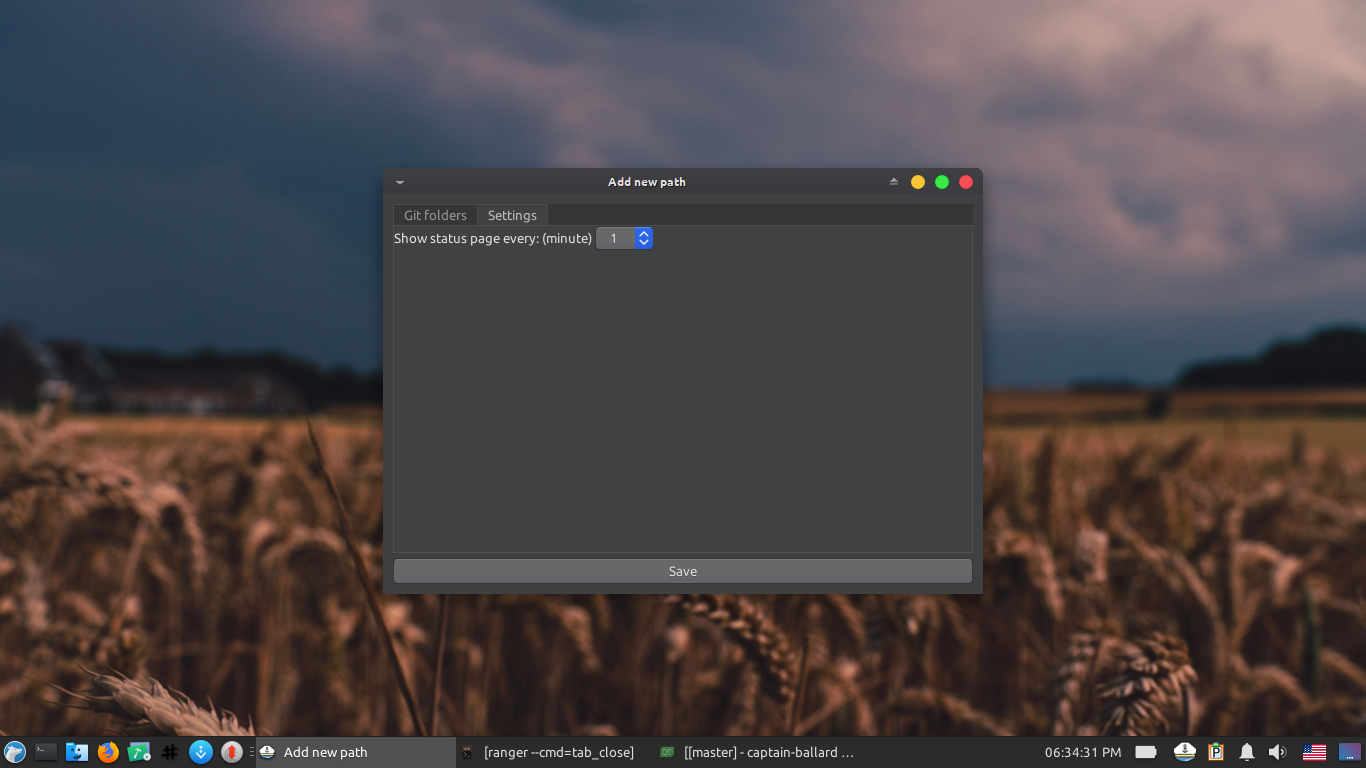 Add new path
Git folders Settings
Show status page every: (minute) 1
Save
Add new path [ranger --cmd=tab_close] [[master] - captain-ballard ... 06:34:31 PM